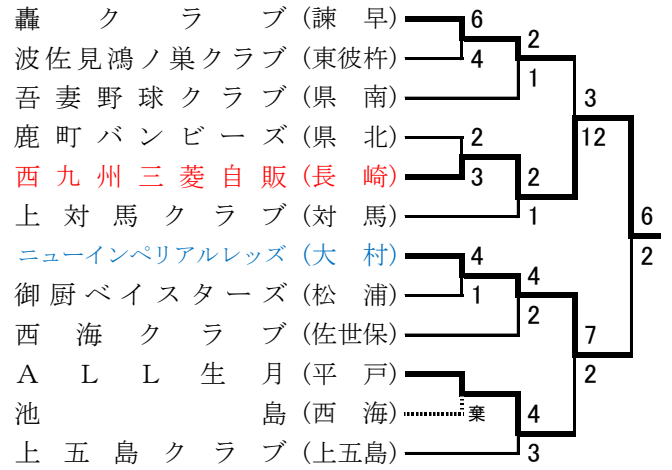 轟クラブ(諫早) 6
2
波佐見鴻ノ巣クラブ(東彼杵) 4
1
吾妻野球クラブ(県南) 3
鹿町バンビーズ(県北) 2 12
西九州三菱自販(長崎) 3 2
上対馬クラブ(対馬) 1 6
ニューインペリアルレッズ(大村) 4 4 2
御厨ベイスターズ(松浦) 1 2
西海クラブ(佐世保) 7
ALL生月(平戸) 2
池島(西海) 棄 4
上五島クラブ(上五島) 3